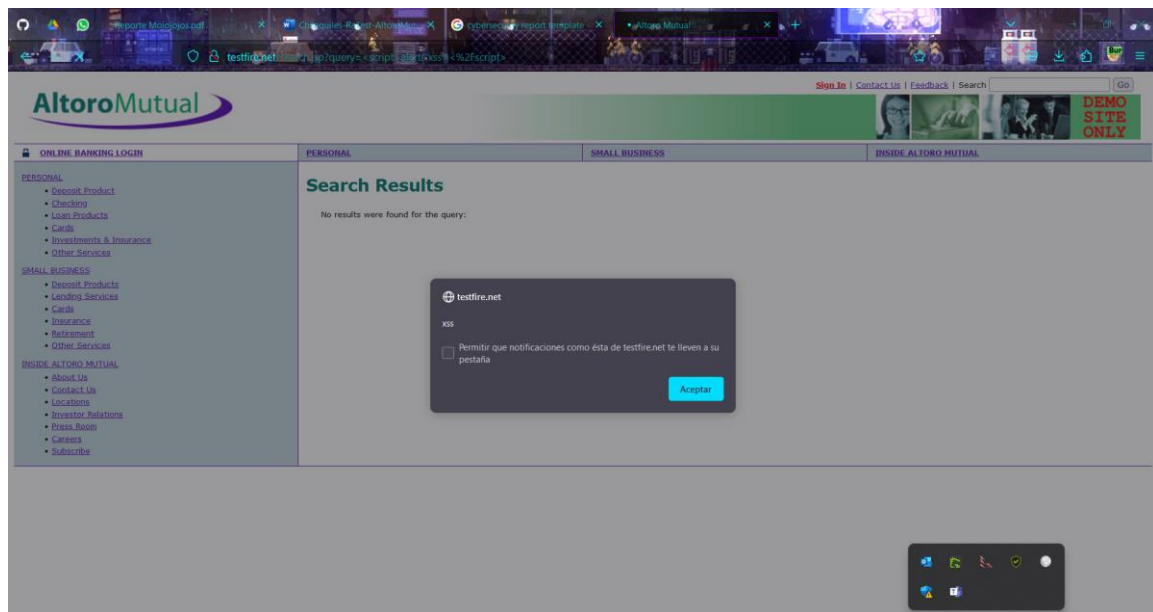 Reporte Molojojos.pdf
cybersecurity report template
Altoro Mutual
testfire.net
Sign In | Contact Us | Feedback | Search
Go
AltoroMutual
DEMO
SITE
ONLY
ONLINE BANKING LOGIN
PERSONAL
SMALL BUSINESS
INSIDE ALTORO MUTUAL
PERSONAL
Deposit Product
Checking
Loan Products
Cards
Investments & Insurance
Other Services
SMALL BUSINESS
Deposit Products
Lending Services
Cards
Insurance
Retirement
Other Services
INSIDE ALTORO MUTUAL
About Us
Contact Us
Locations
Investor Relations
Press Room
Careers
Subscribe
Search Results
No results were found for the query:
testfire.net
xss
Permitir que notificaciones como ésta de testfire.net te lleven a su
pestaña
Aceptar